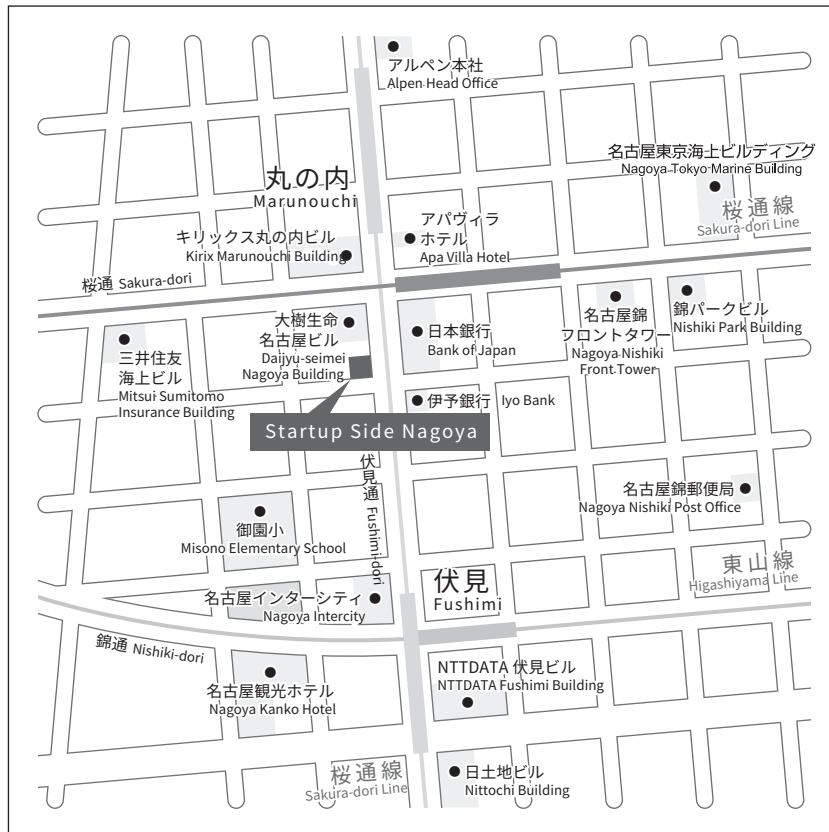 アルペン本社
Alpen Head Office
名古屋東京海上ビルディング
Nagoya Tokyo Marine Building
丸の内
Marunouchi
桜通線
Sakura-dori Line
アパヴィラ
ホテル
Apa Villa Hotel
キリックス丸の内ビル
Kirix Marunouchi Building
桜通 Sakura-dori
大樹生命
名古屋ビル
Daijyu-seimei
Nagoya Building
日本銀行
Bank of Japan
名古屋錦
フロントタワー
Nagoya Nishiki
Front Tower
錦パークビル
Nishiki Park Building
三井住友
海上ビル
Mitsui Sumitomo
Insurance Building
伊予銀行 Iyo Bank
Startup Side Nagoya
伏見通 Fushimi-dori
名古屋錦郵便局
Nagoya Nishiki Post Office
御園小
Misono Elementary School
東山線
Higashiyama Line
伏見
Fushimi
名古屋インターシティ
Nagoya Intercity
錦通 Nishiki-dori
NTTDATA 伏見ビル
NTTDATA Fushimi Building
名古屋観光ホテル
Nagoya Kanko Hotel
桜通線
Sakura-dori Line
日土地ビル
Nittochi Building